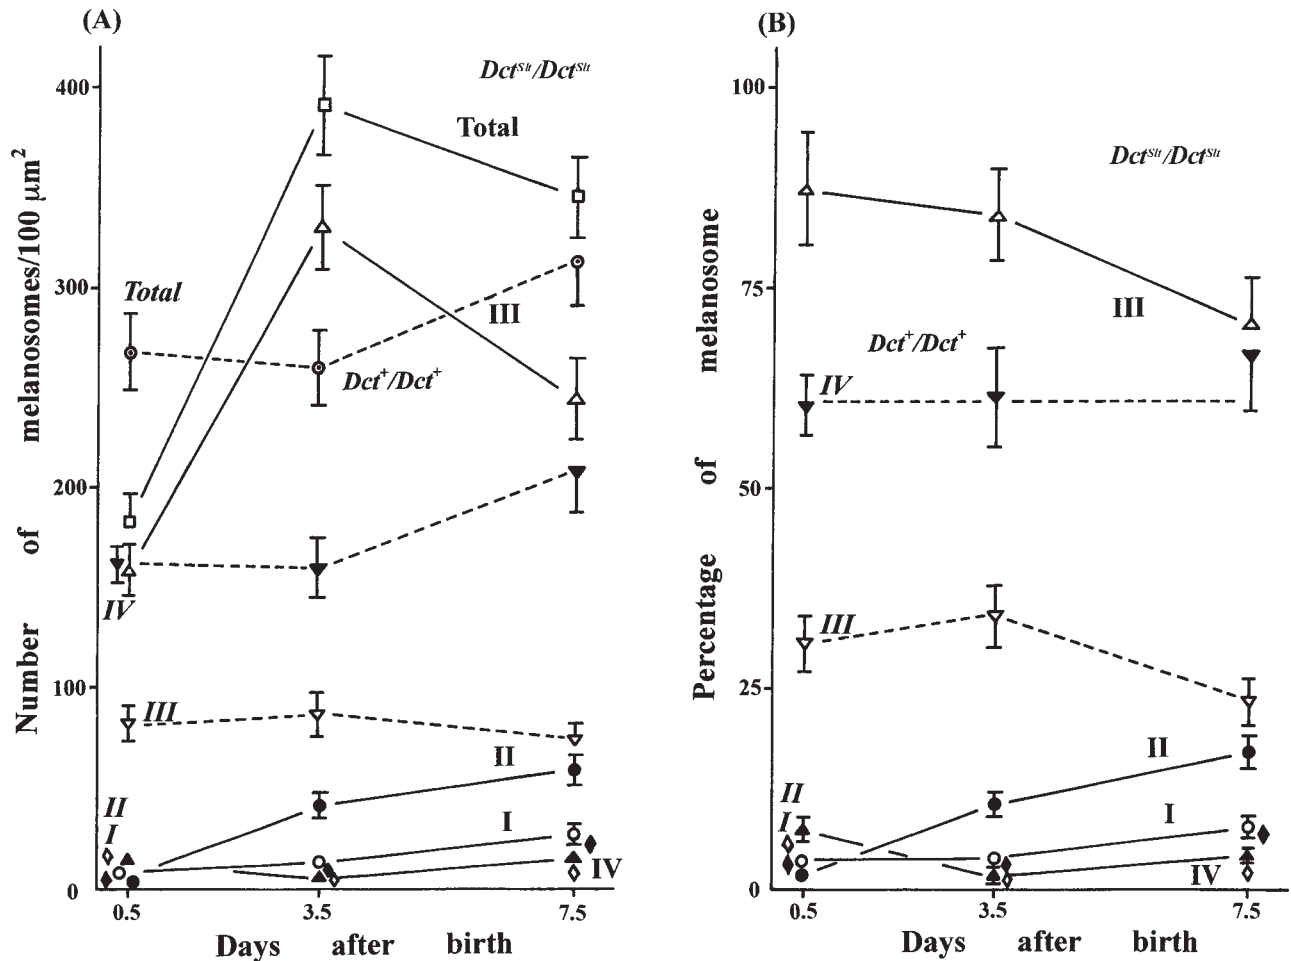 (A)
Number of melanosomes/100 μm²
400
300
200
100
0
Dct^Slt/Dct^Slt
Total
Total
III
Dct⁺/Dct⁺
IV
III
II
II
I
I
IV
0.5 3.5 7.5
Days after birth
(B)
Percentage of melanosome
100
75
50
25
0
Dct^Slt/Dct^Slt
III
Dct⁺/Dct⁺
IV
III
II
II
I
I
IV
0.5 3.5 7.5
Days after birth